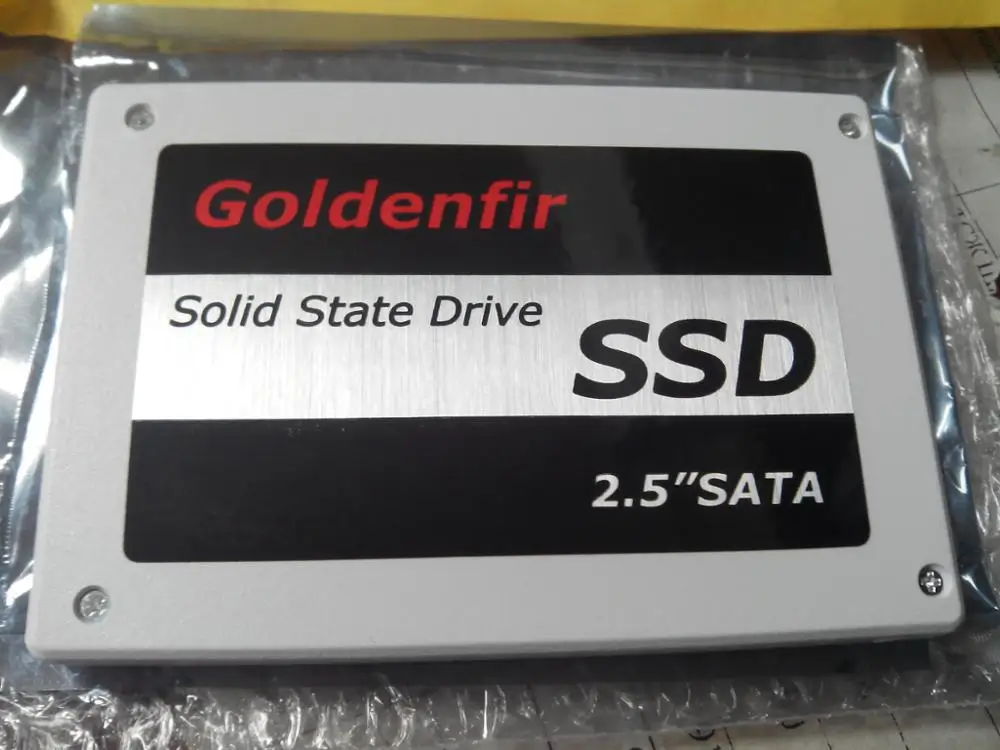 Goldenfir
Solid State Drive
SSD
2.5”SATA